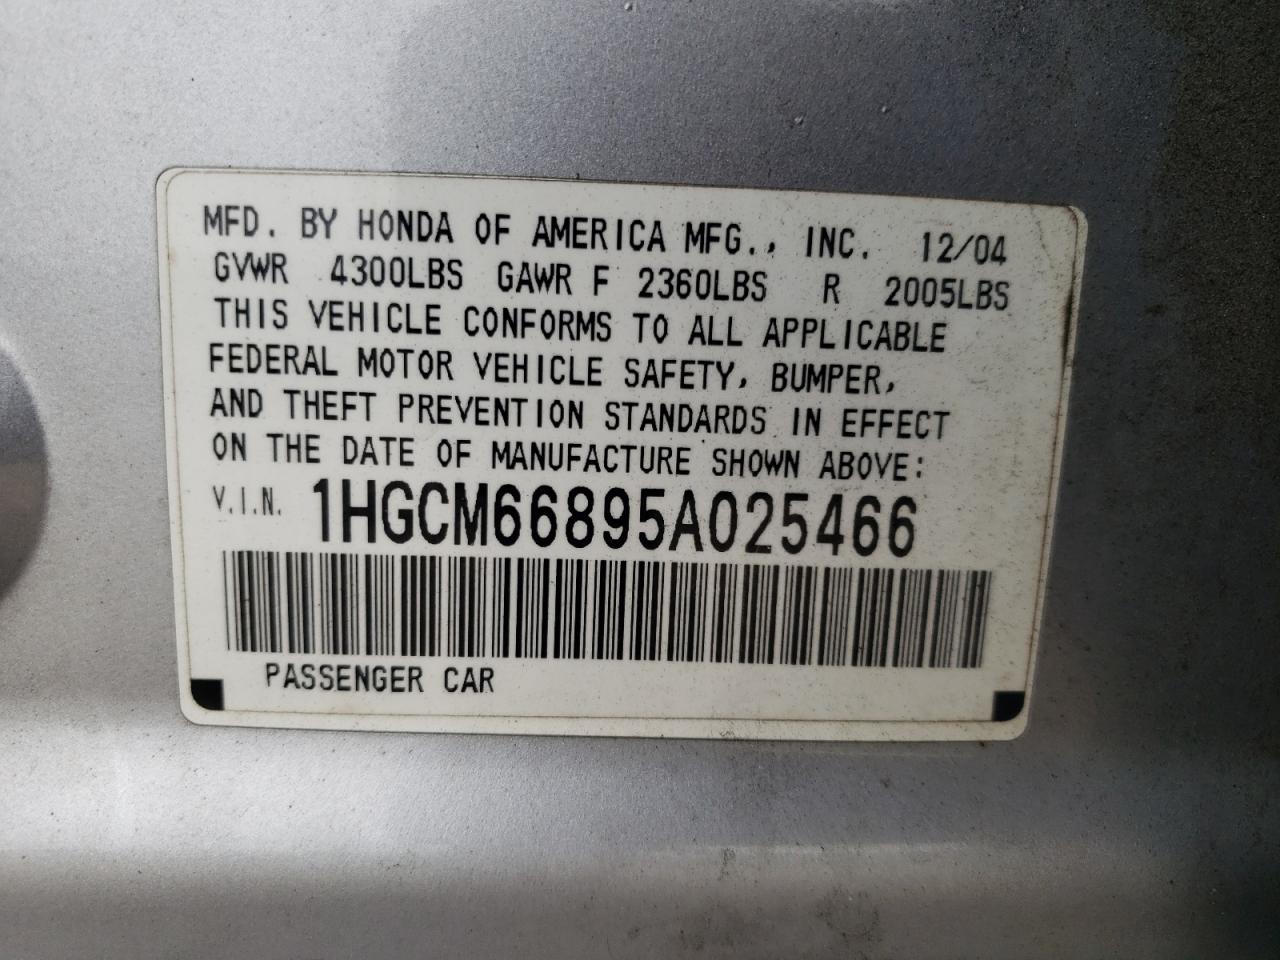 MFD. BY HONDA OF AMERICA MFG., INC. 12/04
GVWR 4300LBS GAWR F 2360LBS R 2005LBS
THIS VEHICLE CONFORMS TO ALL APPLICABLE
FEDERAL MOTOR VEHICLE SAFETY, BUMPER,
AND THEFT PREVENTION STANDARDS IN EFFECT
ON THE DATE OF MANUFACTURE SHOWN ABOVE:
V.I.N. 1HGCM66895A025466
PASSENGER CAR